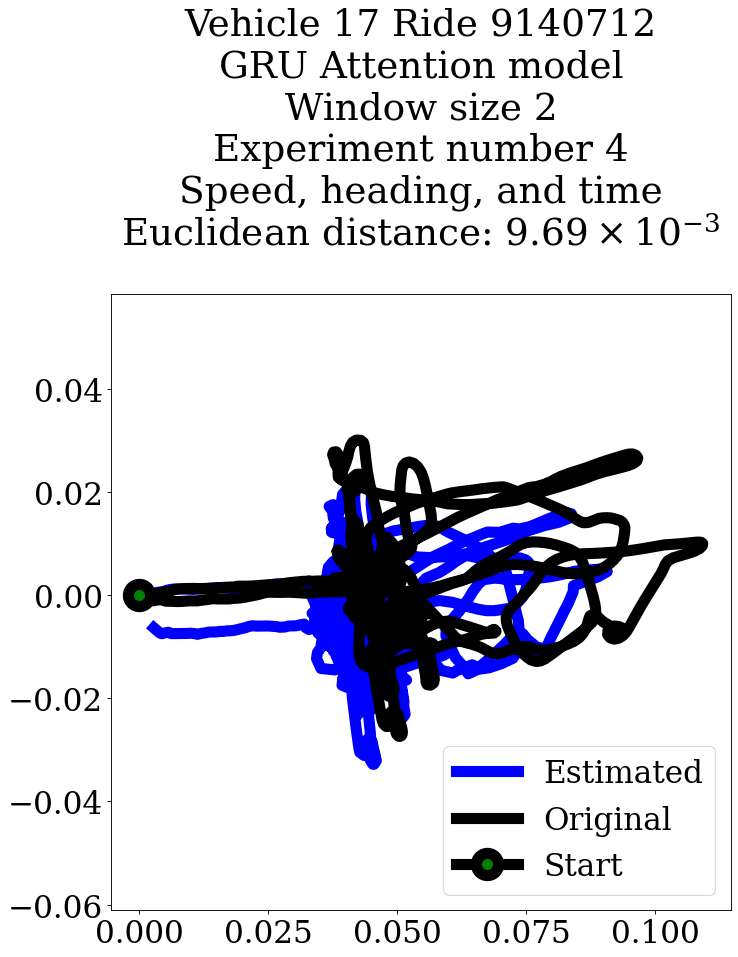 Vehicle 17 Ride 9140712
GRU Attention model
Window size 2
Experiment number 4
Speed, heading, and time
Euclidean distance: 9.69 × 10⁻³
0.04
0.02
0.00
−0.02
−0.04
−0.06
0.000 0.025 0.050 0.075 0.100
Estimated
Original
Start